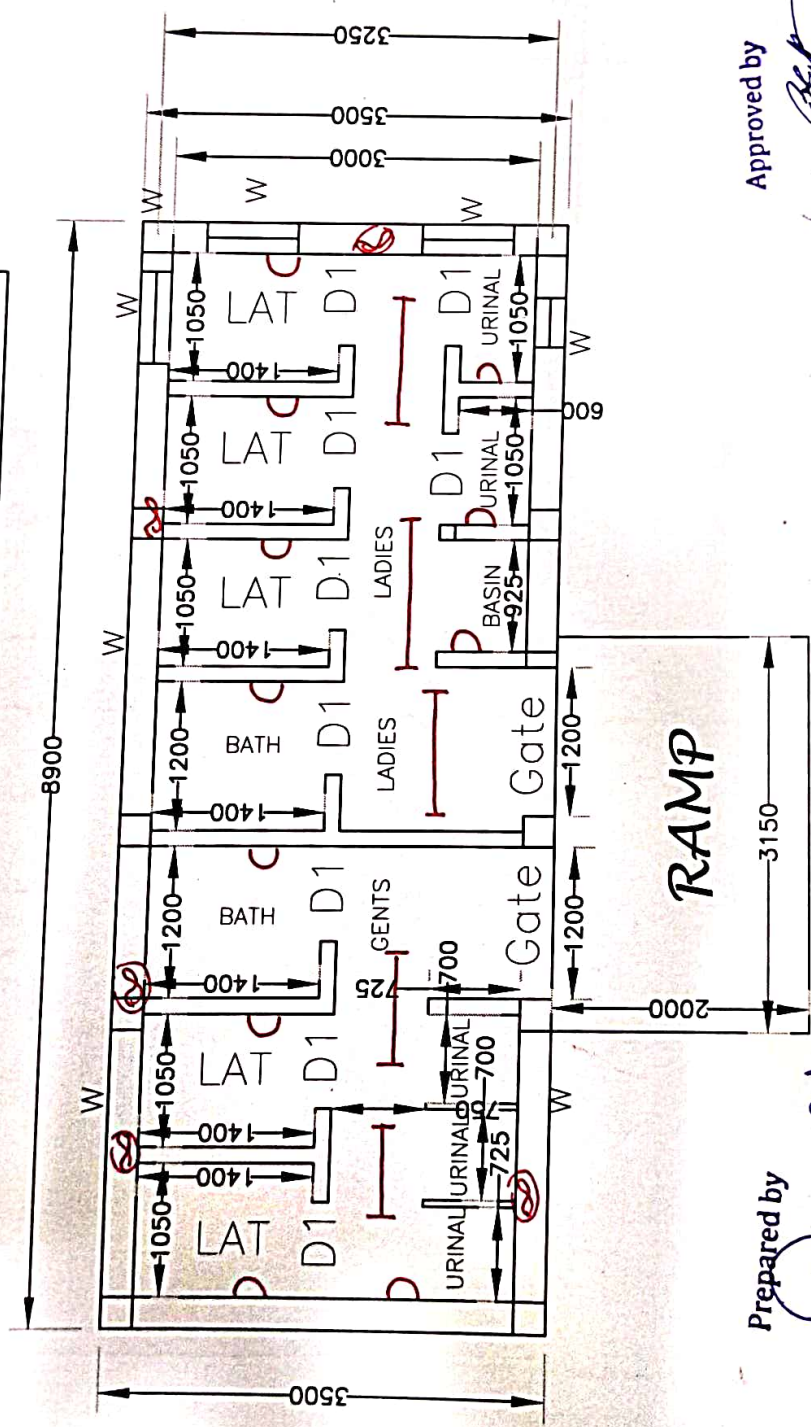 8900
W
W
W
W
W
3250
3500
3000
W
W
1050
1050
1200
1200
1050
1050
1050
LAT
LAT
BATH
BATH
LAT
LAT
LAT
1400
1400
1400
1400
1400
1400
1400
D1
D1
D1
D1
D1
D1
D1
GENTS
LADIES
LADIES
725
700
750
D1
D1
URINAL
URINAL
URINAL
700
725
Gate
Gate
BASIN
925
URINAL
1050
URINAL
1050
600
W
W
3500
1200
1200
RAMP
2000
3150
Prepared by
Approved by